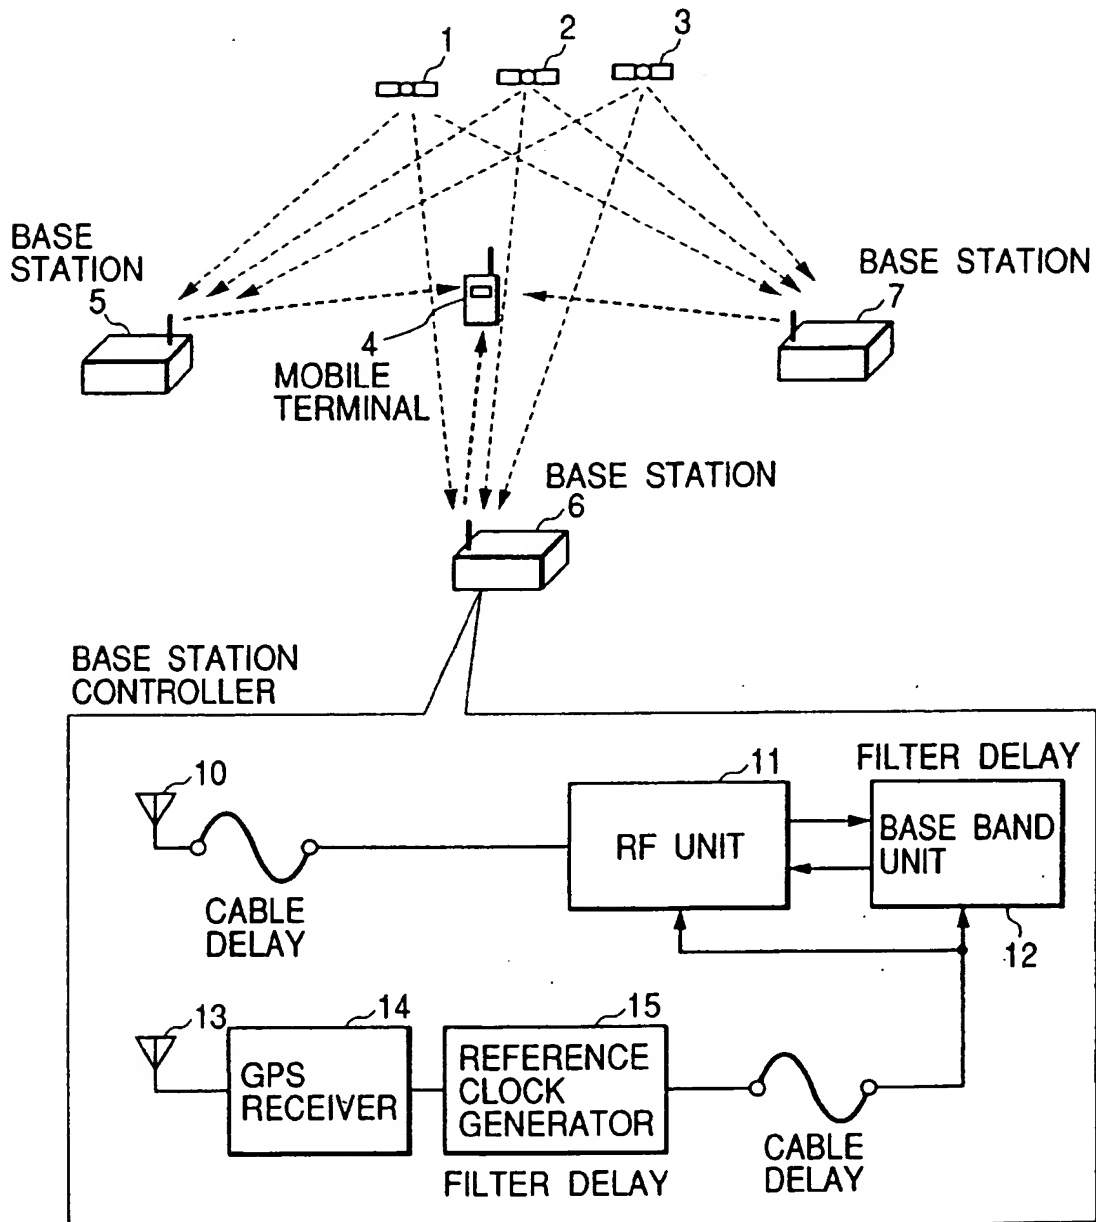 1
2
3
BASE
STATION
5
4
MOBILE
TERMINAL
BASE STATION
7
BASE STATION
6
BASE STATION
CONTROLLER
10
CABLE
DELAY
11
RF UNIT
FILTER DELAY
BASE BAND
UNIT
12
13
14
GPS
RECEIVER
15
REFERENCE
CLOCK
GENERATOR
FILTER DELAY
CABLE
DELAY